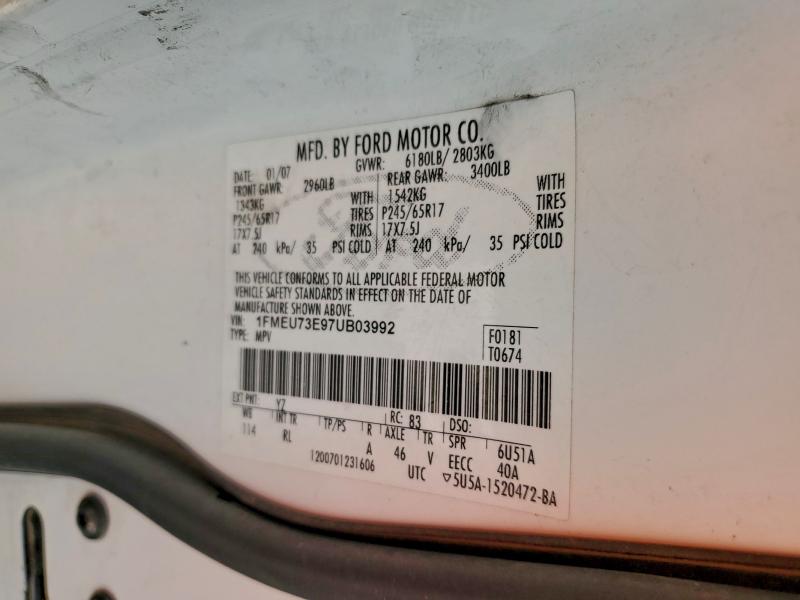 MFD. BY FORD MOTOR CO.
DATE: 01/07 GVWR: 6180LB/ 2803KG
FRONT GAWR: 2960LB REAR GAWR: 3400LB
1343KG WITH 1542KG WITH
P245/65R17 TIRES P245/65R17 TIRES
17X7.5J RIMS 17X7.5J RIMS
AT 240 kPa/ 35 PSI COLD AT 240 kPa/ 35 PSI COLD
THIS VEHICLE CONFORMS TO ALL APPLICABLE FEDERAL MOTOR
VEHICLE SAFETY STANDARDS IN EFFECT ON THE DATE OF
MANUFACTURE SHOWN ABOVE.
VIN: 1FMEU73E97UB03992
TYPE: MPV
F0181
T0674
EXT PNT: YZ RC: 83 DSO:
WB INT TR TP/PS R AXLE TR SPR 6U51A
114 RL A 46 V EECC 40A
1200701231606 UTC ▽5U5A-1520472-BA